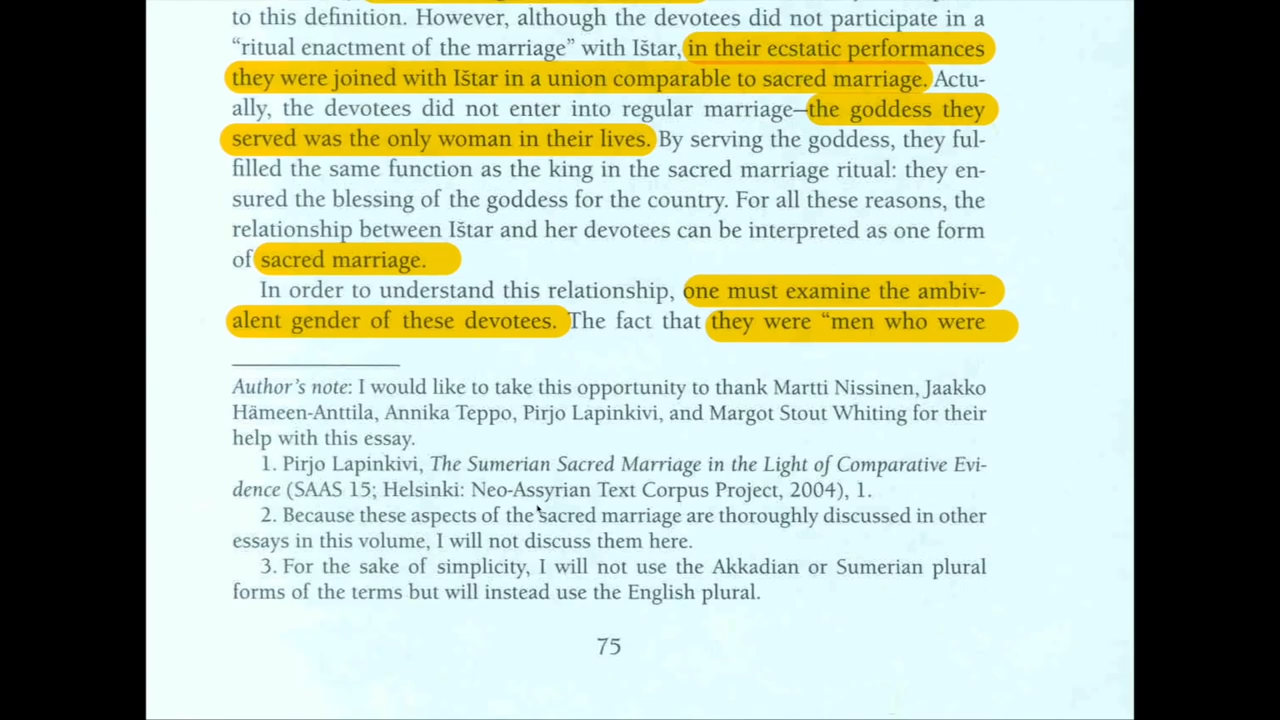 to this definition. However, although the devotees did not participate in a
“ritual enactment of the marriage” with Ištar, in their ecstatic performances
they were joined with Ištar in a union comparable to sacred marriage. Actu-
ally, the devotees did not enter into regular marriage—the goddess they
served was the only woman in their lives. By serving the goddess, they ful-
filled the same function as the king in the sacred marriage ritual: they en-
sured the blessing of the goddess for the country. For all these reasons, the
relationship between Ištar and her devotees can be interpreted as one form
of sacred marriage.
In order to understand this relationship, one must examine the ambiv-
alent gender of these devotees. The fact that they were “men who were
Author’s note: I would like to take this opportunity to thank Martti Nissinen, Jaakko
Hämeen-Anttila, Annika Teppo, Pirjo Lapinkivi, and Margot Stout Whiting for their
help with this essay.
1. Pirjo Lapinkivi, The Sumerian Sacred Marriage in the Light of Comparative Evi-
dence (SAAS 15; Helsinki: Neo-Assyrian Text Corpus Project, 2004), 1.
2. Because these aspects of the sacred marriage are thoroughly discussed in other
essays in this volume, I will not discuss them here.
3. For the sake of simplicity, I will not use the Akkadian or Sumerian plural
forms of the terms but will instead use the English plural.
75